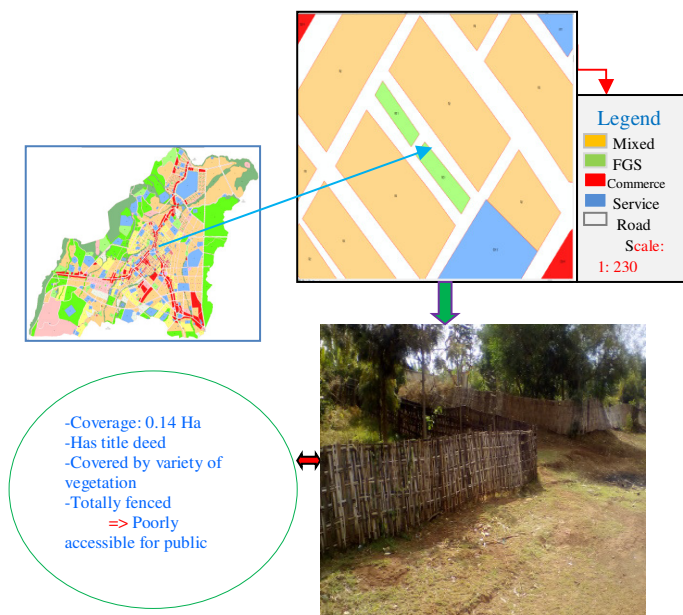 Legend
Mixed
FGS
Commerce
Service
Road
Scale:
1: 230
-Coverage: 0.14 Ha
-Has title deed
-Covered by variety of
vegetation
-Totally fenced
=> Poorly
accessible for public